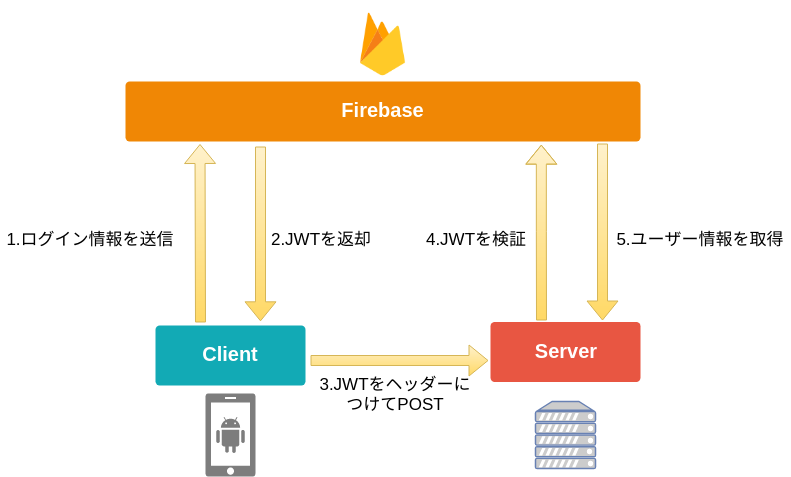 Firebase
1.ログイン情報を送信
2.JWTを返却
4.JWTを検証
5.ユーザー情報を取得
Client
Server
3.JWTをヘッダーに
つけてPOST